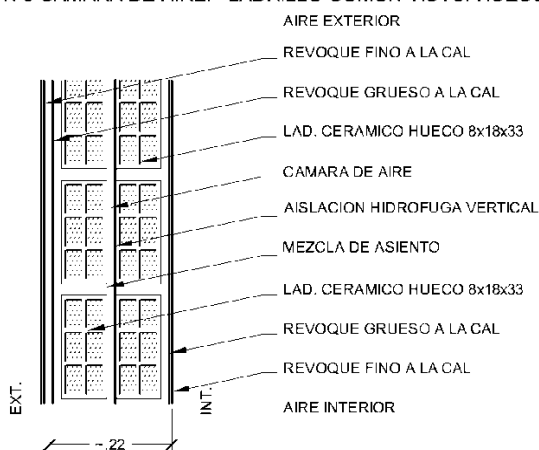 AIRE EXTERIOR
REVOQUE FINO A LA CAL
REVOQUE GRUESO A LA CAL
LAD. CERAMICO HUECO 8x18x33
CAMARA DE AIRE
AISLACION HIDROFUGA VERTICAL
MEZCLA DE ASIENTO
LAD. CERAMICO HUECO 8x18x33
REVOQUE GRUESO A LA CAL
REVOQUE FINO A LA CAL
AIRE INTERIOR
EXT.
INT.
~.22